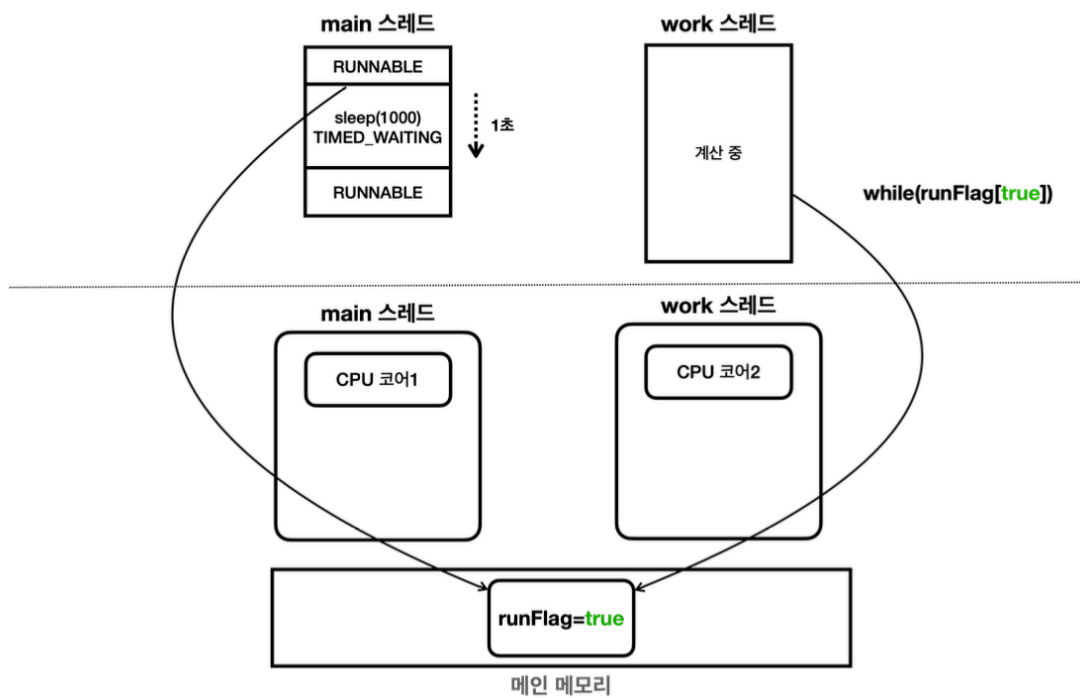 main 스레드
work 스레드
RUNNABLE
sleep(1000)
TIMED_WAITING
1초
RUNNABLE
계산 중
while(runFlag[true])
main 스레드
work 스레드
CPU 코어1
CPU 코어2
runFlag=true
메인 메모리